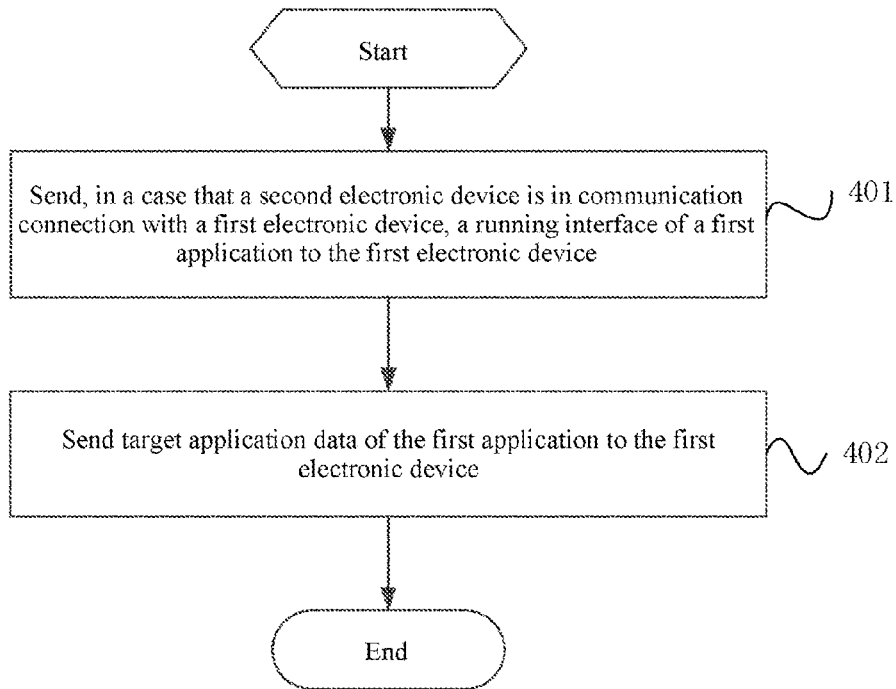 Start
Send, in a case that a second electronic device is in communication
connection with a first electronic device, a running interface of a first
application to the first electronic device
401
Send target application data of the first application to the first
electronic device
402
End